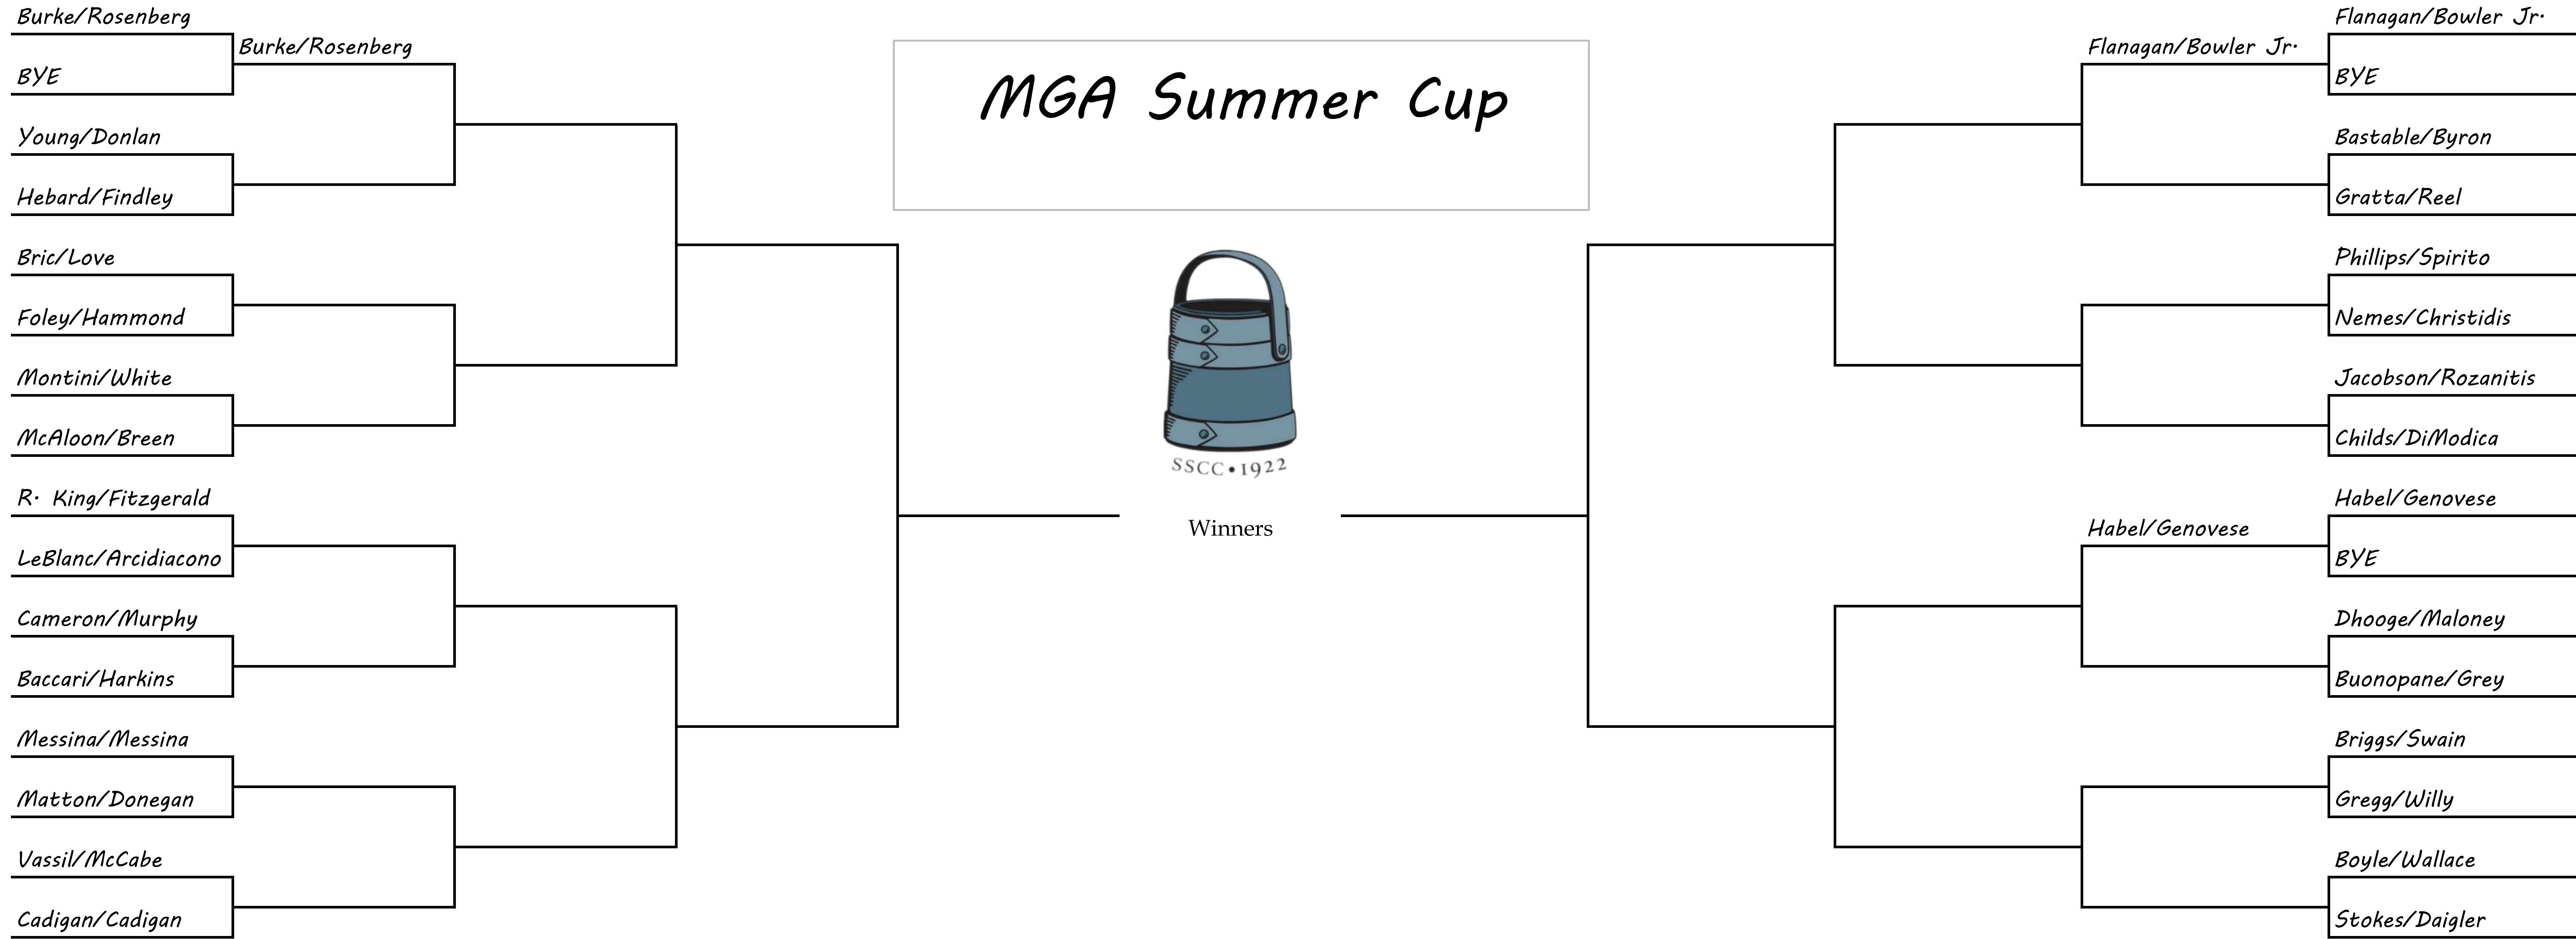 Burke/Rosenberg
BYE
Young/Donlan
Hebard/Findley
Bric/Love
Foley/Hammond
Montini/White
McAloon/Breen
R. King/Fitzgerald
LeBlanc/Arcidiacono
Cameron/Murphy
Baccari/Harkins
Messina/Messina
Matton/Donegan
Vassil/McCabe
Cadigan/Cadigan
Burke/Rosenberg
MGA Summer Cup
SSCC•1922
Winners
Flanagan/Bowler Jr.
Habel/Genovese
Flanagan/Bowler Jr.
BYE
Bastable/Byron
Gratta/Reel
Phillips/Spirito
Nemes/Christidis
Jacobson/Rozanitis
Childs/DiModica
Habel/Genovese
BYE
Dhooge/Maloney
Buonopane/Grey
Briggs/Swain
Gregg/Willy
Boyle/Wallace
Stokes/Daigler